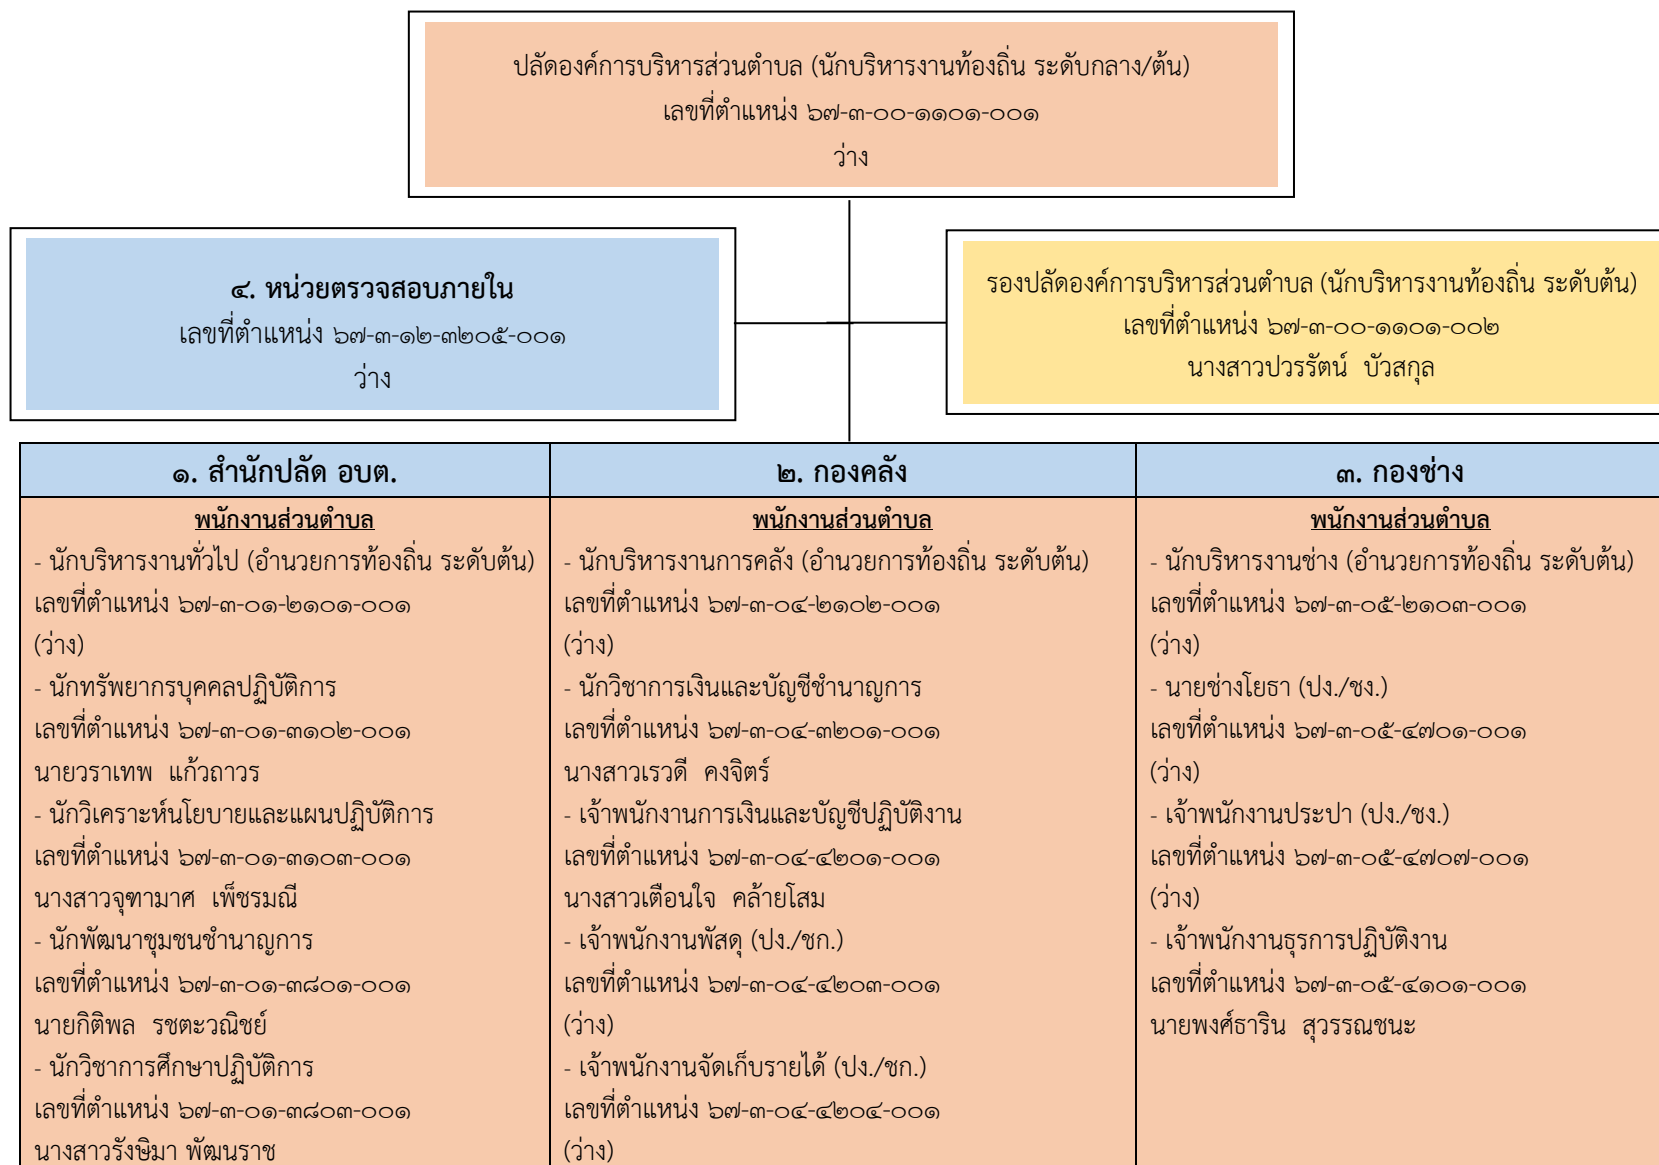 ปลัดองค์การบริหารส่วนตำบล (นักบริหารงานท้องถิ่น ระดับกลาง/ต้น)
เลขที่ตำแหน่ง ๖๗-๓-๐๐-๑๑๐๑-๐๐๑
ว่าง
๔. หน่วยตรวจสอบภายใน
เลขที่ตำแหน่ง ๖๗-๓-๑๒-๓๒๐๕-๐๐๑
ว่าง
รองปลัดองค์การบริหารส่วนตำบล (นักบริหารงานท้องถิ่น ระดับต้น)
เลขที่ตำแหน่ง ๖๗-๓-๐๐-๑๑๐๑-๐๐๒
นางสาวปวรรัตน์ บัวสกุล
๑. สำนักปลัด อบต.
พนักงานส่วนตำบล
- นักบริหารงานทั่วไป (อำนวยการท้องถิ่น ระดับต้น)
เลขที่ตำแหน่ง ๖๗-๓-๐๑-๒๑๐๑-๐๐๑
(ว่าง)
- นักทรัพยากรบุคคลปฏิบัติการ
เลขที่ตำแหน่ง ๖๗-๓-๐๑-๓๑๐๒-๐๐๑
นายวราเทพ แก้วถาวร
- นักวิเคราะห์นโยบายและแผนปฏิบัติการ
เลขที่ตำแหน่ง ๖๗-๓-๐๑-๓๑๐๓-๐๐๑
นางสาวจุฑามาศ เพ็ชรมณี
- นักพัฒนาชุมชนชำนาญการ
เลขที่ตำแหน่ง ๖๗-๓-๐๑-๓๘๐๑-๐๐๑
นายกิติพล รชตะวณิชย์
- นักวิชาการศึกษาปฏิบัติการ
เลขที่ตำแหน่ง ๖๗-๓-๐๑-๓๘๐๓-๐๐๑
นางสาวรังษิมา พัฒนราช
๒. กองคลัง
พนักงานส่วนตำบล
- นักบริหารงานการคลัง (อำนวยการท้องถิ่น ระดับต้น)
เลขที่ตำแหน่ง ๖๗-๓-๐๔-๒๑๐๒-๐๐๑
(ว่าง)
- นักวิชาการเงินและบัญชีชำนาญการ
เลขที่ตำแหน่ง ๖๗-๓-๐๔-๓๒๐๑-๐๐๑
นางสาวเรวดี คงจิตร์
- เจ้าพนักงานการเงินและบัญชีปฏิบัติงาน
เลขที่ตำแหน่ง ๖๗-๓-๐๔-๔๒๐๑-๐๐๑
นางสาวเตือนใจ คล้ายโสม
- เจ้าพนักงานพัสดุ (ปง./ชก.)
เลขที่ตำแหน่ง ๖๗-๓-๐๔-๔๒๐๓-๐๐๑
(ว่าง)
- เจ้าพนักงานจัดเก็บรายได้ (ปง./ชก.)
เลขที่ตำแหน่ง ๖๗-๓-๐๔-๔๒๐๔-๐๐๑
(ว่าง)
๓. กองช่าง
พนักงานส่วนตำบล
- นักบริหารงานช่าง (อำนวยการท้องถิ่น ระดับต้น)
เลขที่ตำแหน่ง ๖๗-๓-๐๕-๒๑๐๓-๐๐๑
(ว่าง)
- นายช่างโยธา (ปง./ชง.)
เลขที่ตำแหน่ง ๖๗-๓-๐๕-๔๗๐๑-๐๐๑
(ว่าง)
- เจ้าพนักงานประปา (ปง./ชง.)
เลขที่ตำแหน่ง ๖๗-๓-๐๕-๔๗๐๗-๐๐๑
(ว่าง)
- เจ้าพนักงานธุรการปฏิบัติงาน
เลขที่ตำแหน่ง ๖๗-๓-๐๕-๔๑๐๑-๐๐๑
นายพงศ์ธาริน สุวรรณชนะ